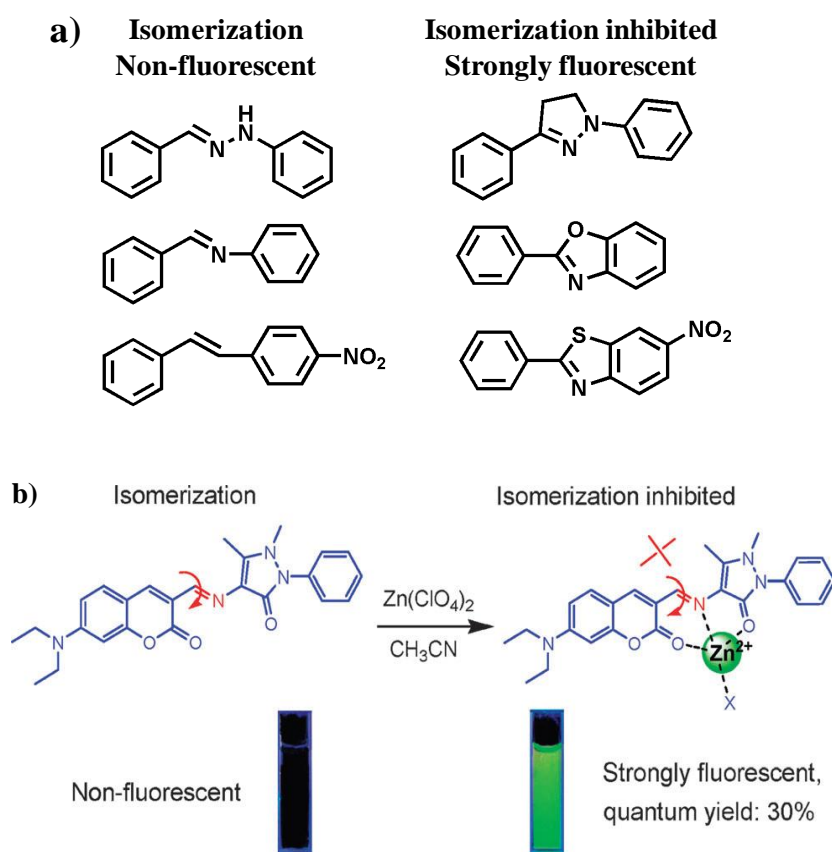 a)
Isomerization
Non-fluorescent
Isomerization inhibited
Strongly fluorescent
H
N
N
N
N
N
O
N
NO2
S
N
NO2
b)
Isomerization
Isomerization inhibited
N
N
N
O
N
O
O
Zn(ClO4)2
CH3CN
N
N
N
O
N
O
O
Zn2+
X
Non-fluorescent
Strongly fluorescent,
quantum yield: 30%